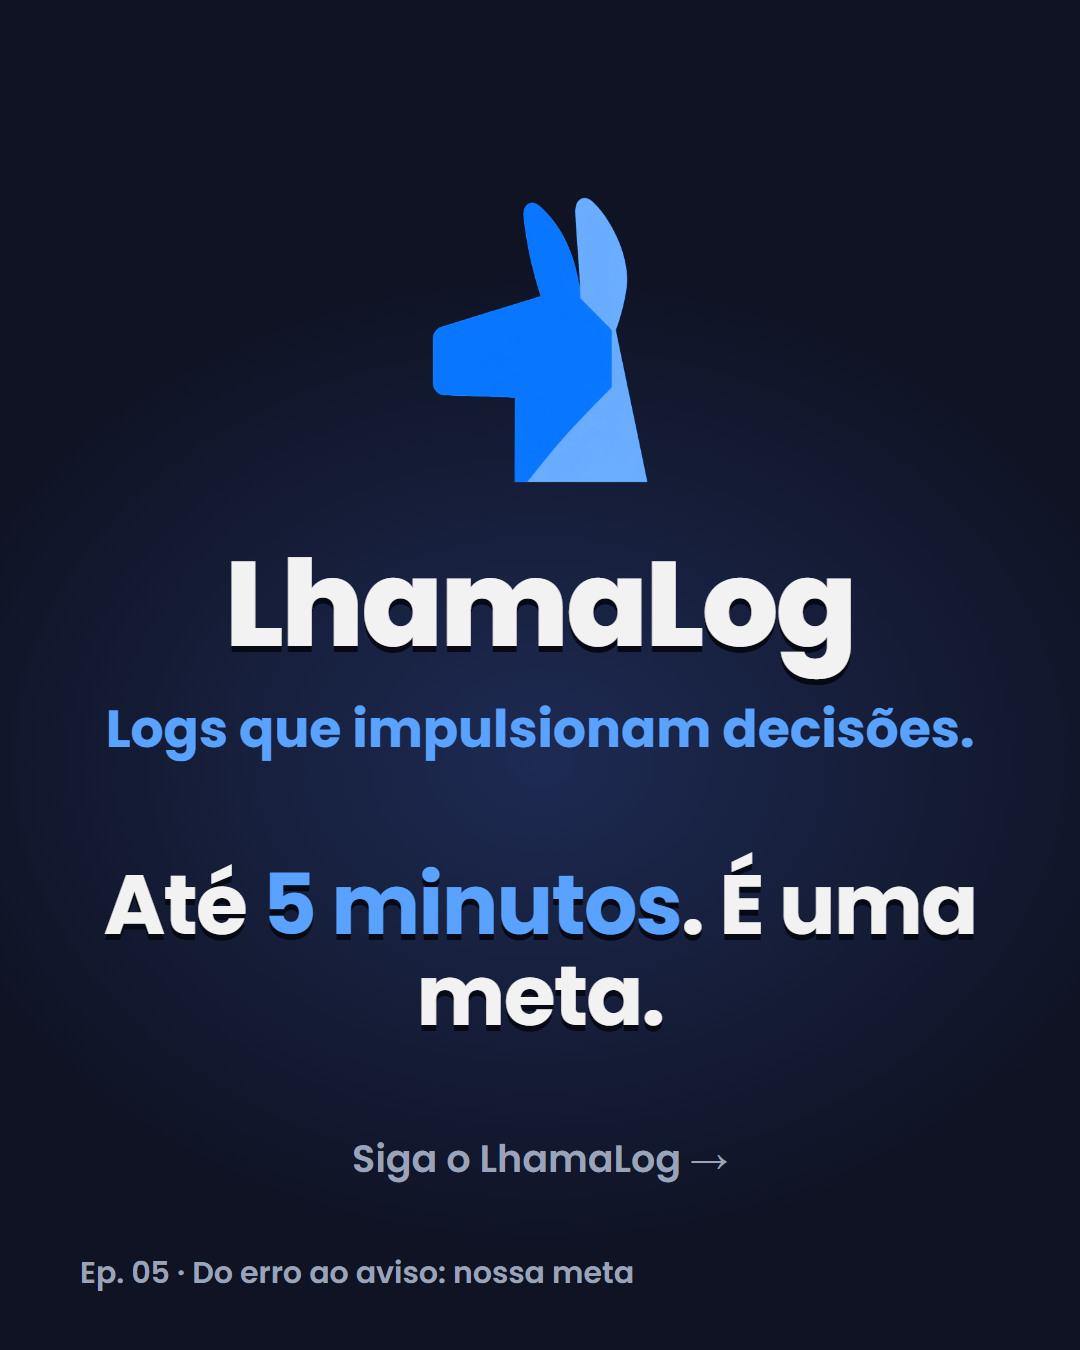 LhamaLog
Logs que impulsionam decisões.
Até 5 minutos. É uma
meta.
Siga o LhamaLog →
Ep. 05 · Do erro ao aviso: nossa meta